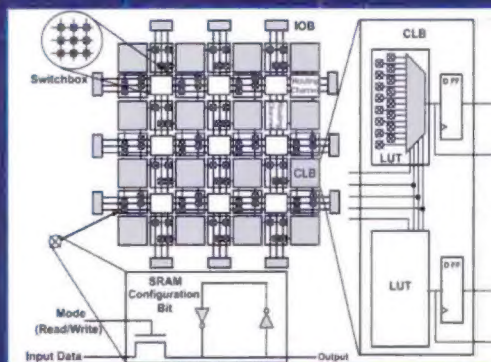 IOB
Switchbox
Routing
Channel
CLB
CLB
LUT
D FF
LUT
D FF
SRAM
Configuration
Bit
Mode
(Read/Write)
Input Data
Output